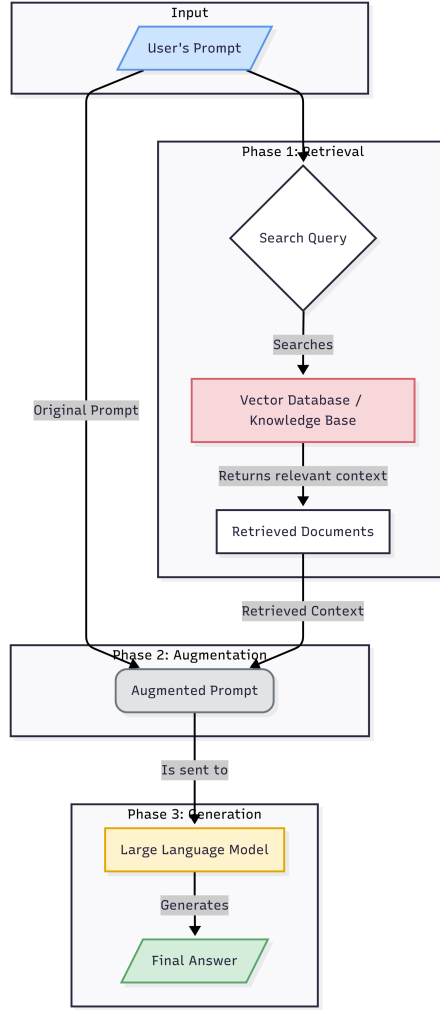 Input
User's Prompt
Phase 1: Retrieval
Search Query
Searches
Vector Database /
Knowledge Base
Original Prompt
Returns relevant context
Retrieved Documents
Retrieved Context
Phase 2: Augmentation
Augmented Prompt
Is sent to
Phase 3: Generation
Large Language Model
Generates
Final Answer